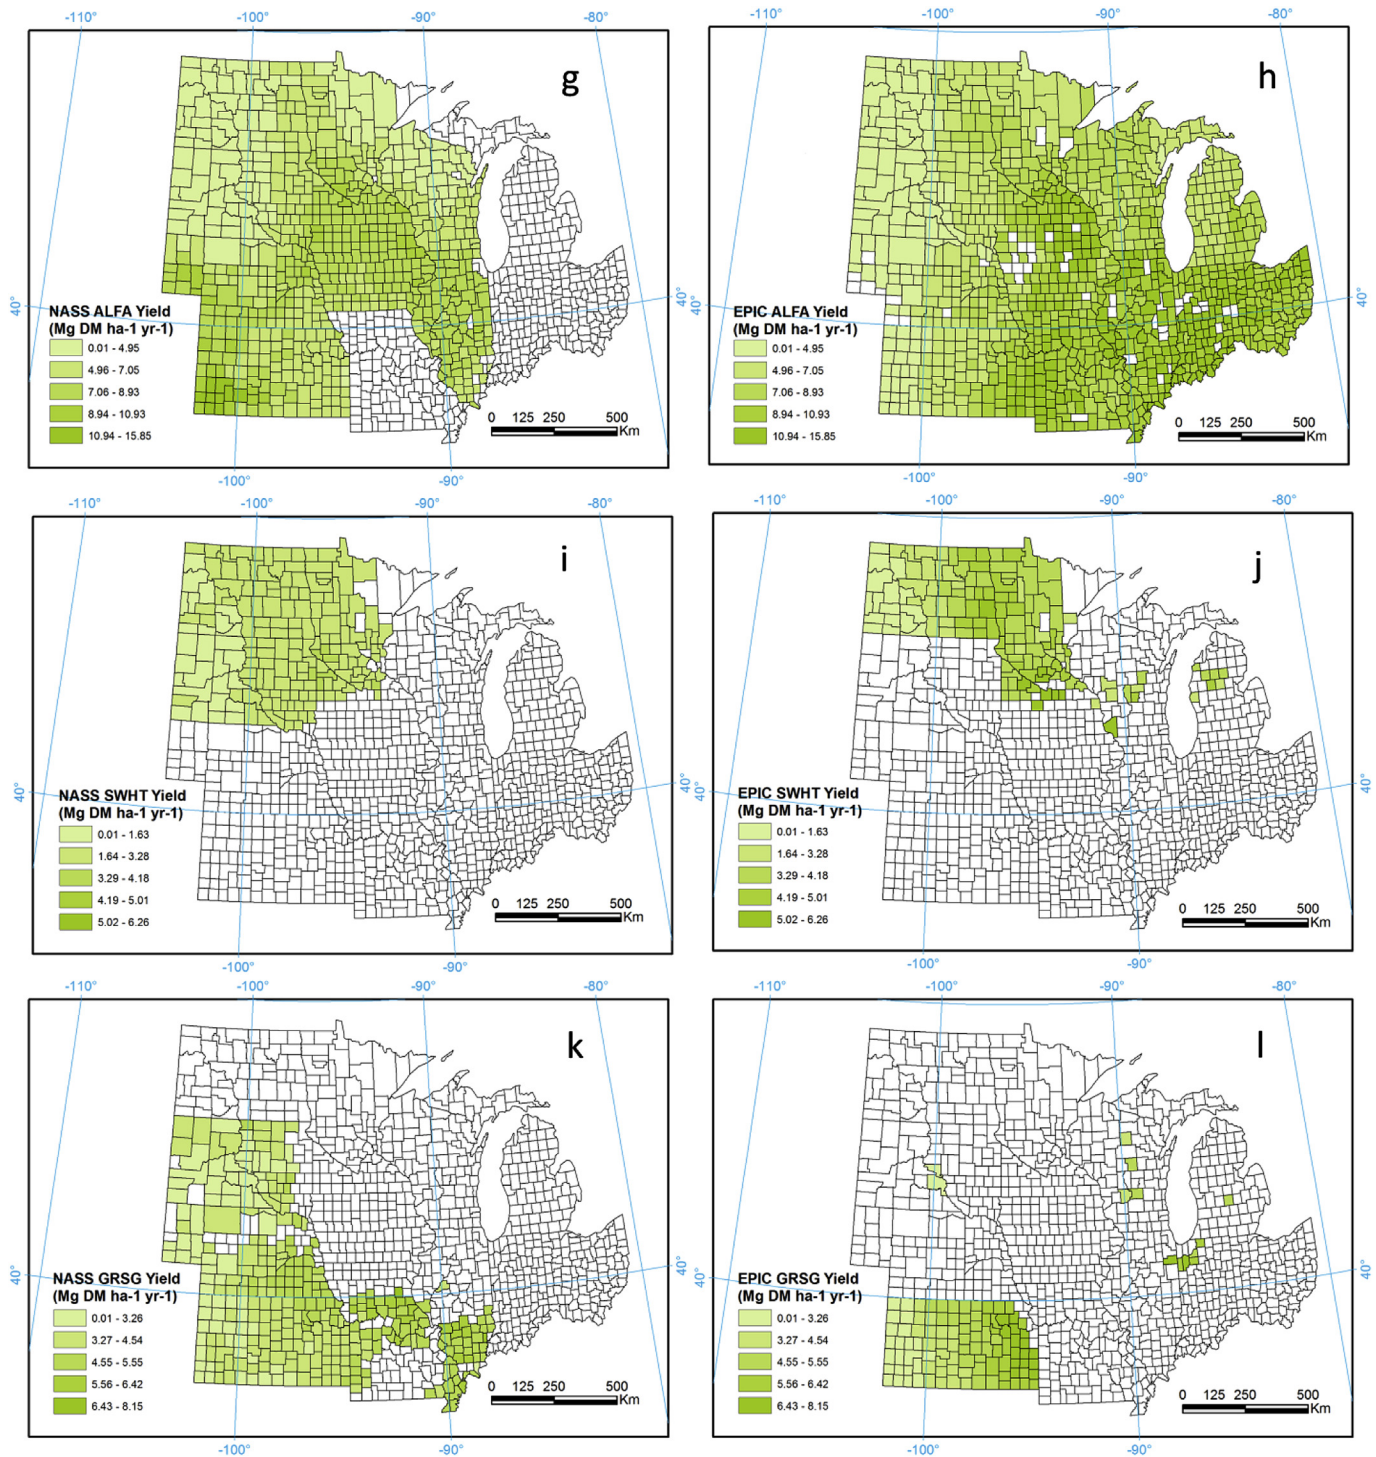 -110° -100° -90° -80°
g
NASS ALFA Yield
(Mg DM ha-1 yr-1)
0.01 - 4.95
4.96 - 7.05
7.06 - 8.93
8.94 - 10.93
10.94 - 15.85
0 125 250 500
Km
40° 40°
-100° -90°
-110° -100° -90° -80°
h
EPIC ALFA Yield
(Mg DM ha-1 yr-1)
0.01 - 4.95
4.96 - 7.05
7.06 - 8.93
8.94 - 10.93
10.94 - 15.85
0 125 250 500
Km
40° 40°
-100° -90°
-110° -100° -90° -80°
i
NASS SWHT Yield
(Mg DM ha-1 yr-1)
0.01 - 1.63
1.64 - 3.28
3.29 - 4.18
4.19 - 5.01
5.02 - 6.26
0 125 250 500
Km
40° 40°
-100° -90°
-110° -100° -90° -80°
j
EPIC SWHT Yield
(Mg DM ha-1 yr-1)
0.01 - 1.63
1.64 - 3.28
3.29 - 4.18
4.19 - 5.01
5.02 - 6.26
0 125 250 500
Km
40° 40°
-100° -90°
-110° -100° -90° -80°
k
NASS GRSG Yield
(Mg DM ha-1 yr-1)
0.01 - 3.26
3.27 - 4.54
4.55 - 5.55
5.56 - 6.42
6.43 - 8.15
0 125 250 500
Km
40° 40°
-100° -90°
-110° -100° -90° -80°
l
EPIC GRSG Yield
(Mg DM ha-1 yr-1)
0.01 - 3.26
3.27 - 4.54
4.55 - 5.55
5.56 - 6.42
6.43 - 8.15
0 125 250 500
Km
40° 40°
-100° -90°